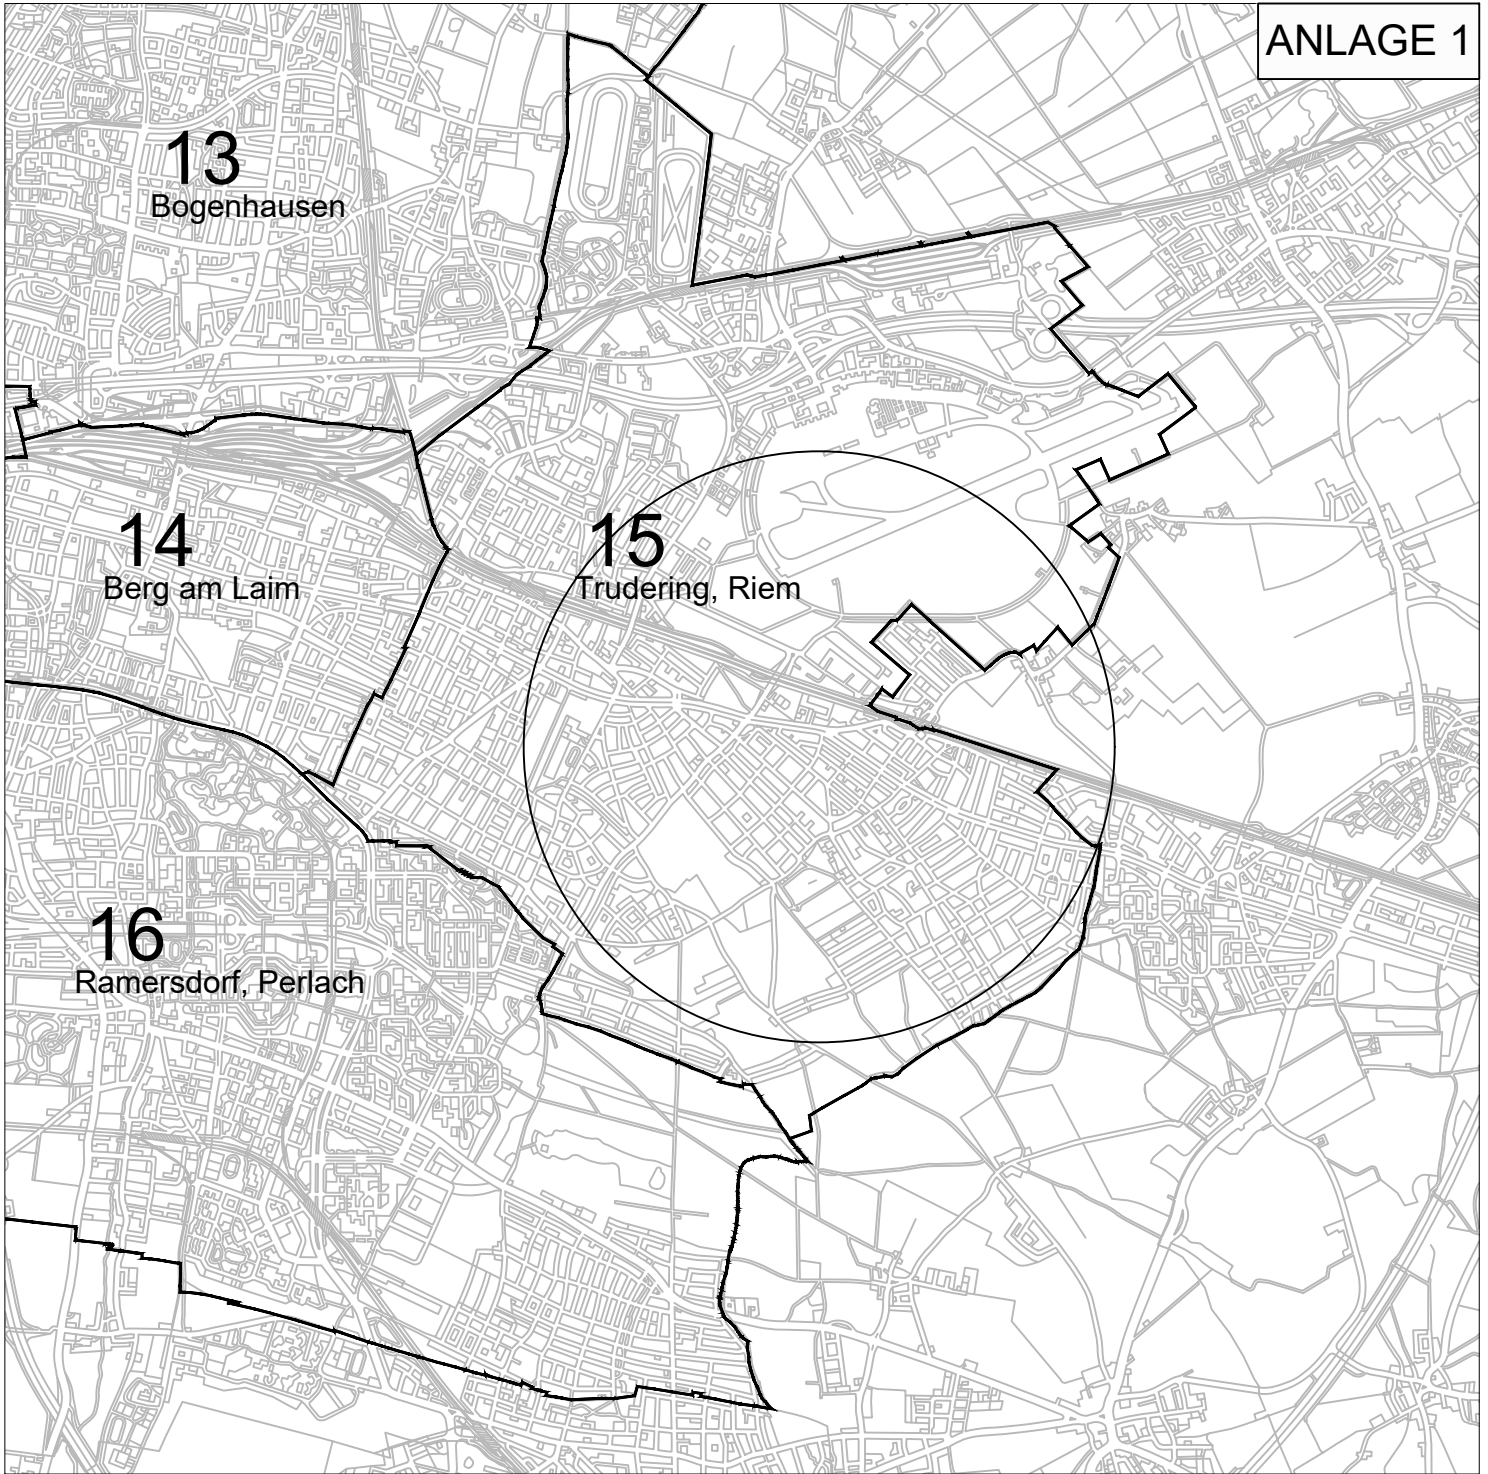 ANLAGE 1
13
Bogenhausen
14
Berg am Laim
15
Trudering, Riem
16
Ramersdorf, Perlach